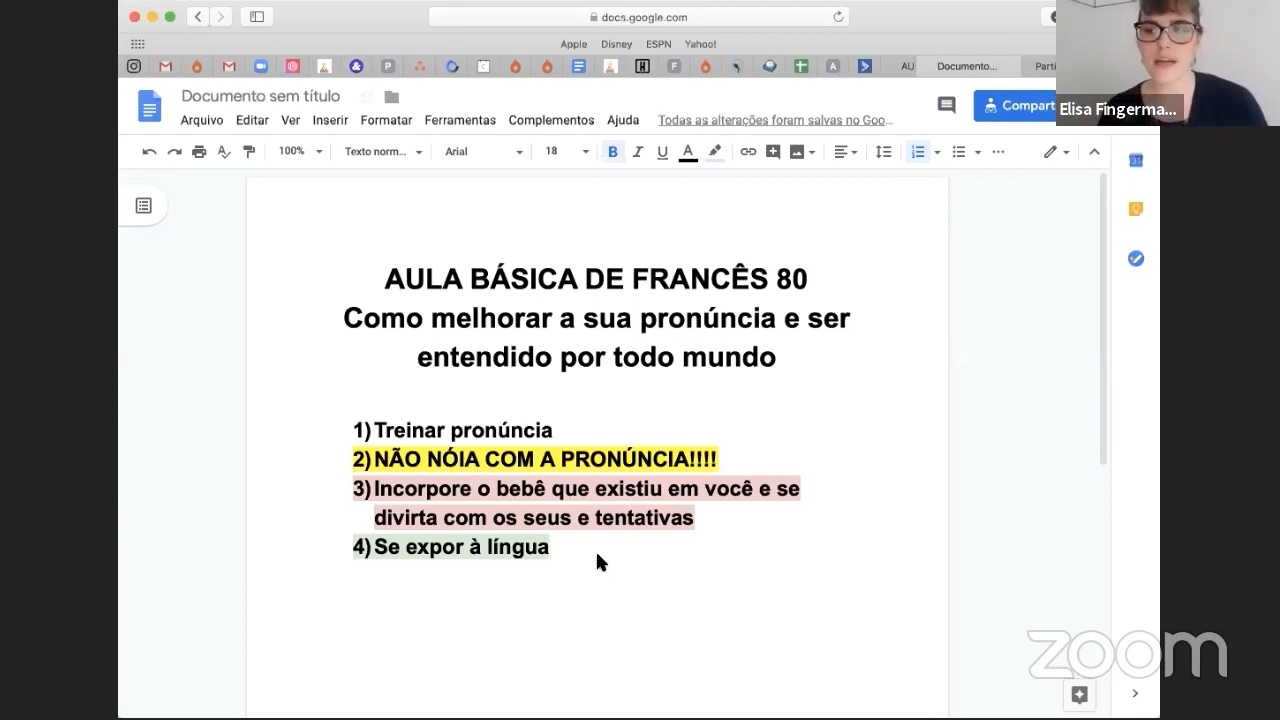 docs.google.com
Apple Disney ESPN Yahoo!
AU Documento... Parti
Documento sem título
Arquivo Editar Ver Inserir Formatar Ferramentas Complementos Ajuda Todas as alterações foram salvas no Goo...
Compart
Elisa Fingerma...
100% Texto norm... Arial 18 B I U A
AULA BÁSICA DE FRANCÊS 80
Como melhorar a sua pronúncia e ser
entendido por todo mundo
1) Treinar pronúncia
2) NÃO NÓIA COM A PRONÚNCIA!!!!
3) Incorpore o bebê que existiu em você e se
divirta com os seus e tentativas
4) Se expor à língua
zoom